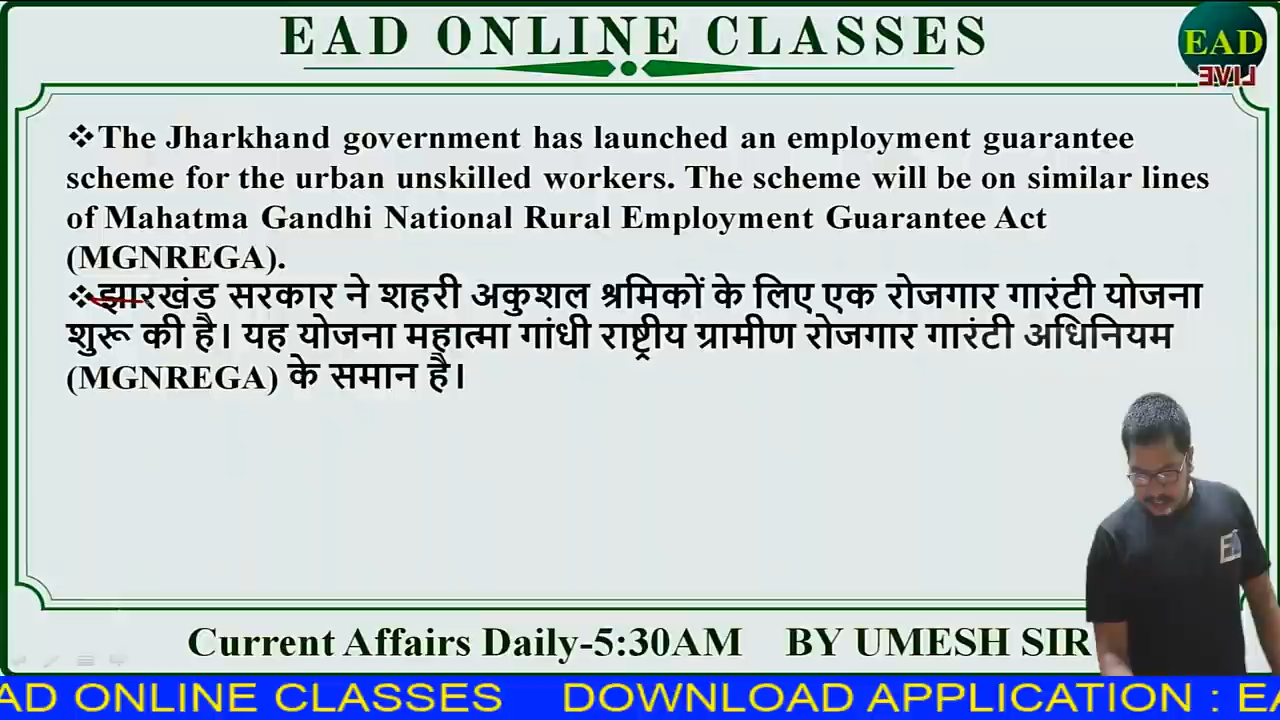 EAD ONLINE CLASSES
EAD
LIVE
❖The Jharkhand government has launched an employment guarantee
scheme for the urban unskilled workers. The scheme will be on similar lines
of Mahatma Gandhi National Rural Employment Guarantee Act
(MGNREGA).
❖झारखंड सरकार ने शहरी अकुशल श्रमिकों के लिए एक रोजगार गारंटी योजना
शुरू की है। यह योजना महात्मा गांधी राष्ट्रीय ग्रामीण रोजगार गारंटी अधिनियम
(MGNREGA) के समान है।
Current Affairs Daily-5:30AM BY UMESH SIR
AD ONLINE CLASSES DOWNLOAD APPLICATION : EA